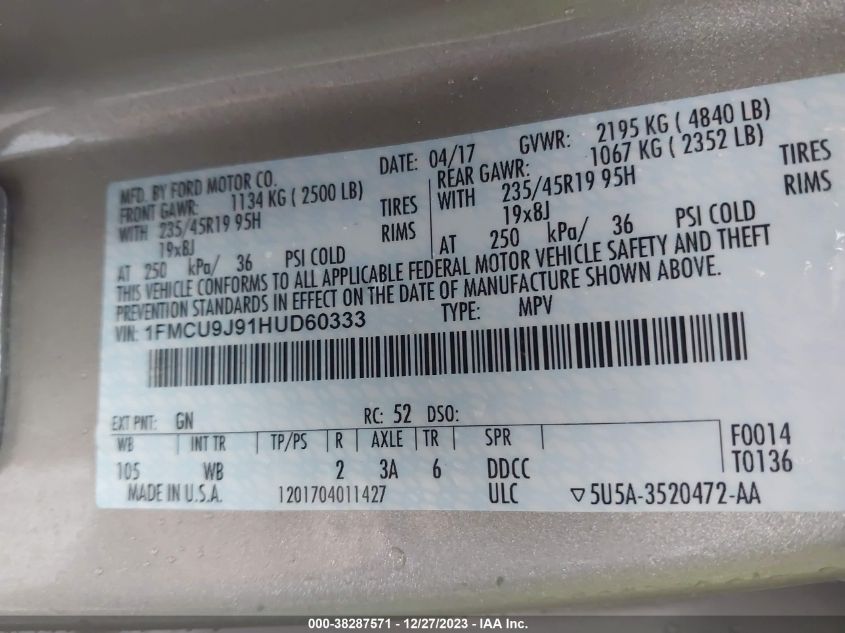 MFD. BY FORD MOTOR CO. DATE: 04/17 GVWR: 2195 KG ( 4840 LB)
FRONT GAWR: 1134 KG ( 2500 LB) REAR GAWR: 1067 KG ( 2352 LB)
WITH 235/45R19 95H TIRES WITH 235/45R19 95H TIRES
19x8J RIMS 19x8J RIMS
AT 250 kPa/ 36 PSI COLD AT 250 kPa/ 36 PSI COLD
THIS VEHICLE CONFORMS TO ALL APPLICABLE FEDERAL MOTOR VEHICLE SAFETY AND THEFT
PREVENTION STANDARDS IN EFFECT ON THE DATE OF MANUFACTURE SHOWN ABOVE.
VIN: 1FMCU9J91HUD60333 TYPE: MPV
EXT PNT: GN RC: 52 DSO:
WB INT TR TP/PS R AXLE TR SPR F0014
105 WB 2 3A 6 DDCC T0136
MADE IN U.S.A. 1201704011427 ULC ▽5U5A-3520472-AA
000-38287571 - 12/27/2023 - IAA Inc.